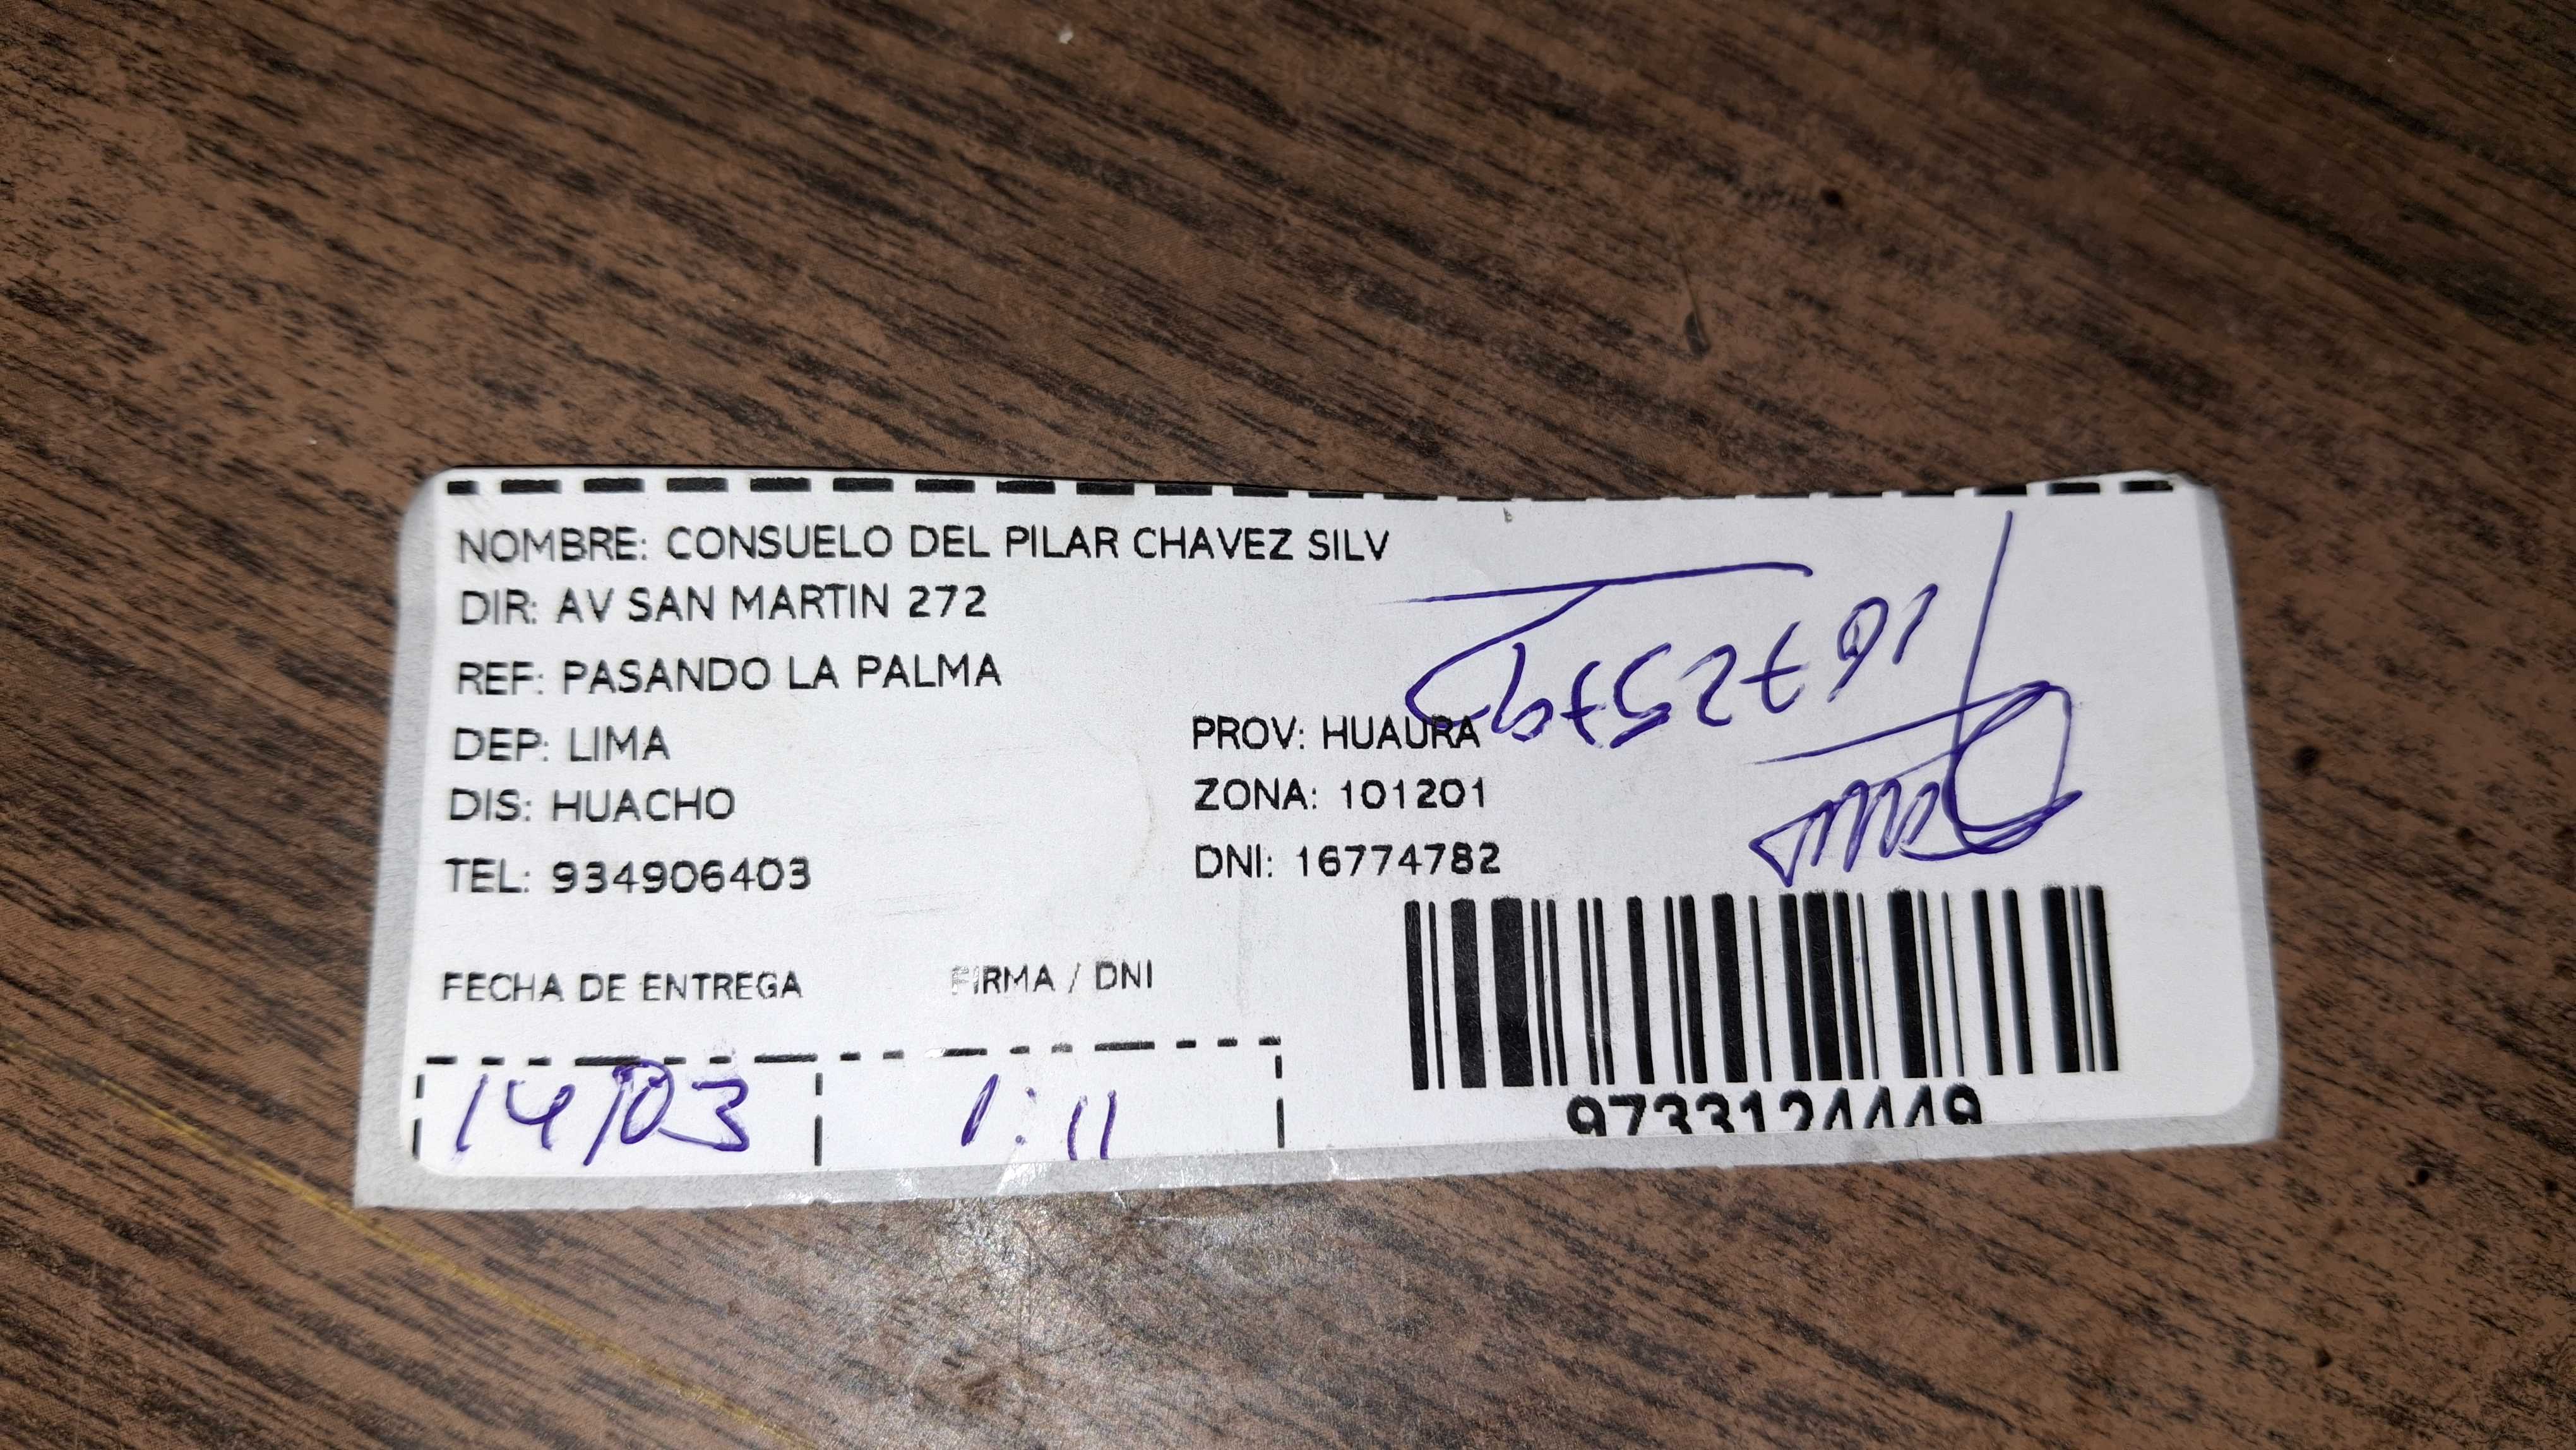 NOMBRE: CONSUELO DEL PILAR CHAVEZ SILV
DIR: AV SAN MARTIN 272
REF: PASANDO LA PALMA
DEP: LIMA
PROV: HUAURA
DIS: HUACHO
ZONA: 101201
TEL: 934906403
DNI: 16774782
FECHA DE ENTREGA
FIRMA / DNI
14/03
1:11
9733124449